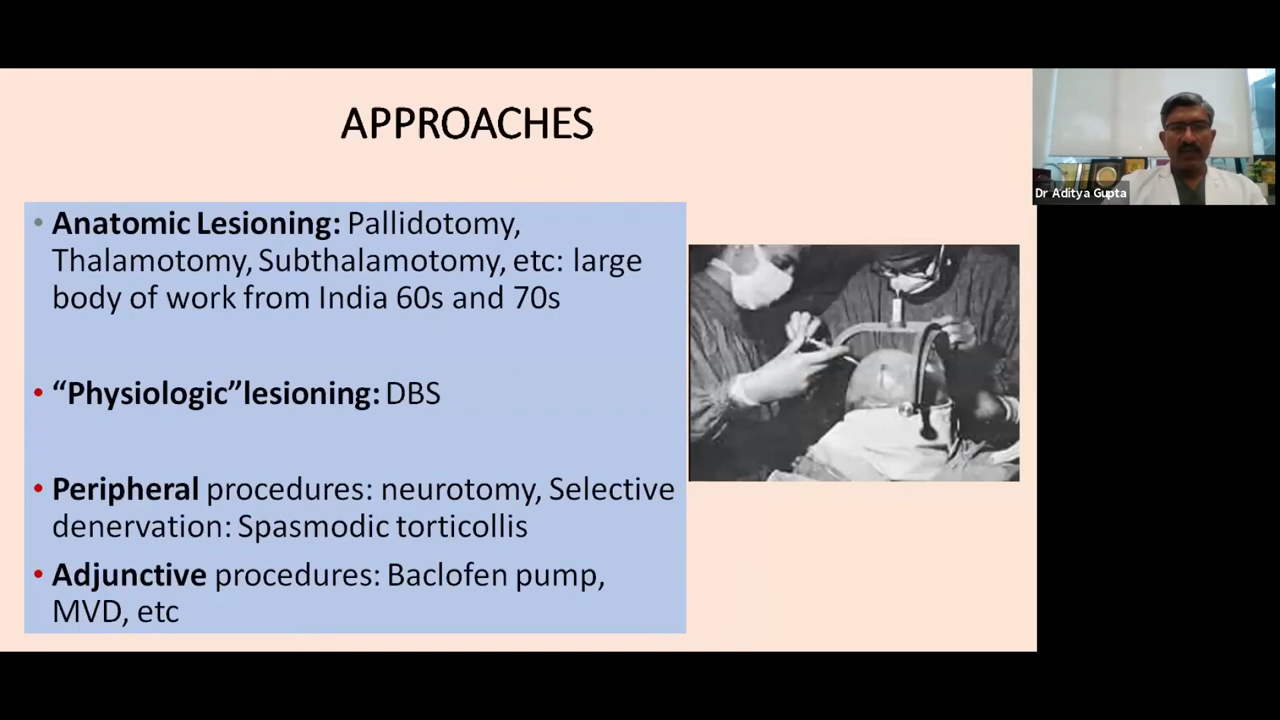 APPROACHES
Dr Aditya Gupta
• Anatomic Lesioning: Pallidotomy,
Thalamotomy, Subthalamotomy, etc: large
body of work from India 60s and 70s
• “Physiologic”lesioning: DBS
• Peripheral procedures: neurotomy, Selective
denervation: Spasmodic torticollis
• Adjunctive procedures: Baclofen pump,
MVD, etc